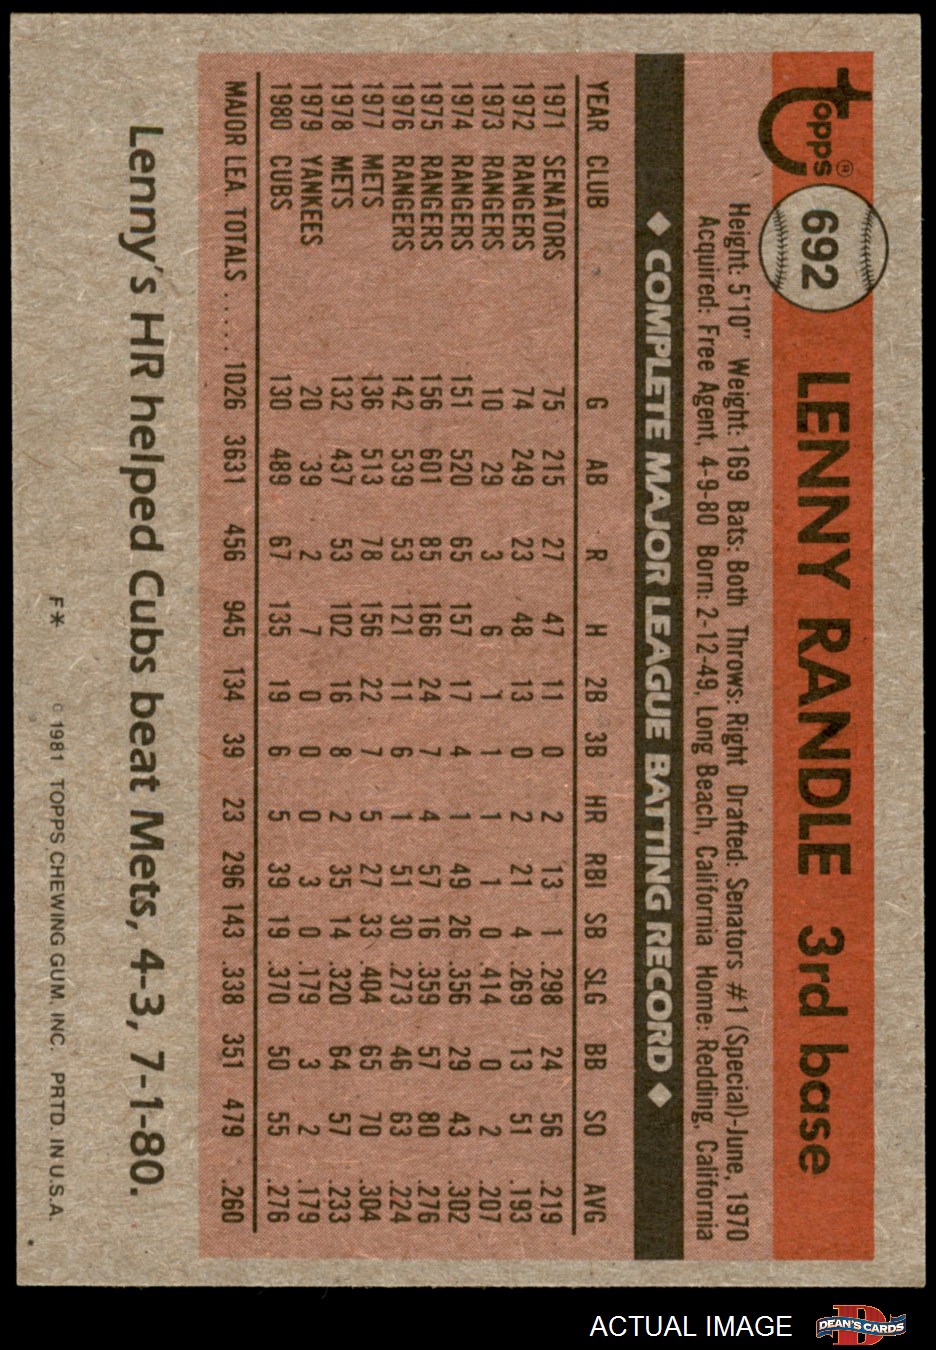 Topps® 692 LENNY RANDLE 3rd base
Height: 5'10" Weight: 169 Bats: Both Throws: Right Drafted: Senators #1 (Special)-June, 1970
Acquired: Free Agent, 4-9-80 Born: 2-12-49, Long Beach, California Home: Redding, California
◆ COMPLETE MAJOR LEAGUE BATTING RECORD ◆
YEAR CLUB G AB R H 2B 3B HR RBI SB SLG BB SO AVG
1971 SENATORS 75 215 27 47 11 0 2 13 1 .298 24 56 .219
1972 RANGERS 74 249 23 48 13 0 2 21 4 .269 13 51 .193
1973 RANGERS 10 29 3 6 1 1 1 1 0 .414 0 2 .207
1974 RANGERS 151 520 65 157 17 4 1 49 26 .356 29 43 .302
1975 RANGERS 156 601 85 166 24 7 4 57 16 .359 57 80 .276
1976 RANGERS 142 539 53 121 11 6 1 51 30 .273 46 63 .224
1977 METS 136 513 78 156 22 7 5 27 33 .404 65 70 .304
1978 METS 132 437 53 102 16 8 2 35 14 .320 64 57 .233
1979 YANKEES 20 39 2 7 0 0 0 3 0 .179 3 2 .179
1980 CUBS 130 489 67 135 19 6 5 39 19 .370 50 55 .276
MAJOR LEA. TOTALS ..... 1026 3631 456 945 134 39 23 296 143 .338 351 479 .260
Lenny's HR helped Cubs beat Mets, 4-3, 7-1-80.
F* © 1981 TOPPS CHEWING GUM, INC. PRTD. IN U.S.A.
ACTUAL IMAGE DEAN'S CARDS